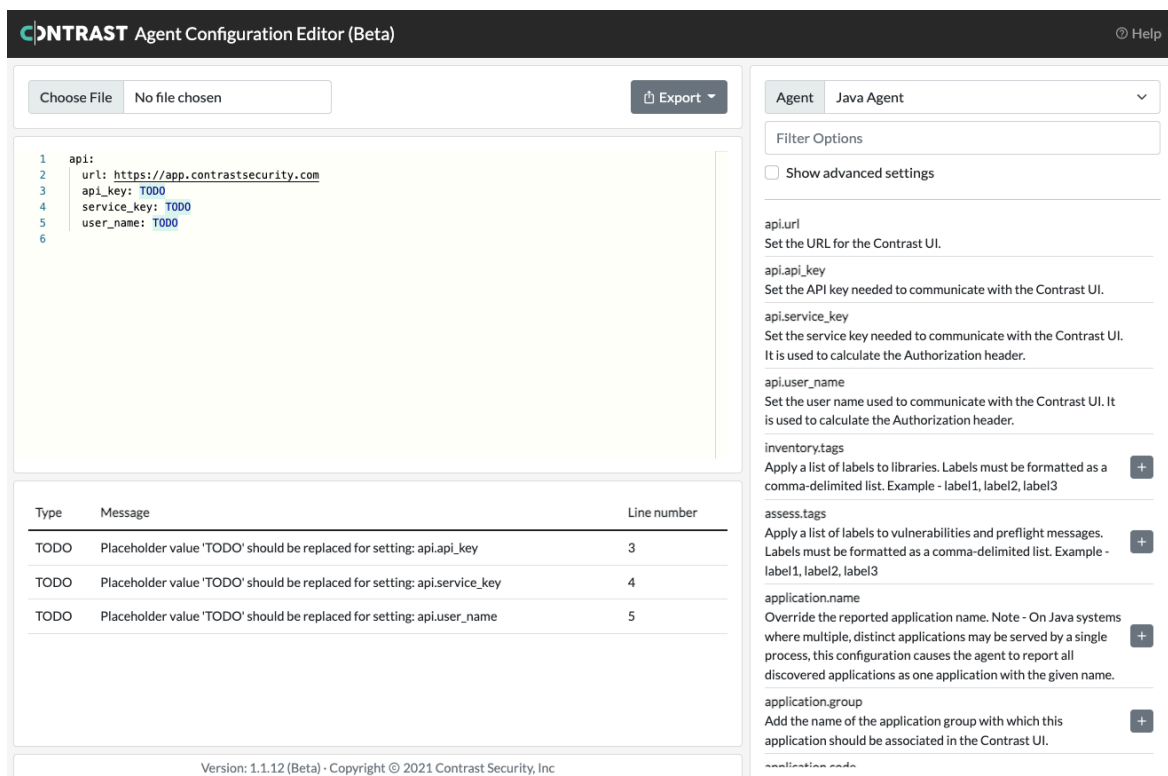 CONTRAST Agent Configuration Editor (Beta)
Help
Choose File No file chosen
Export
1 api:
2 url: https://app.contrastsecurity.com
3 api_key: TODO
4 service_key: TODO
5 user_name: TODO
6
Type Message Line number
TODO Placeholder value 'TODO' should be replaced for setting: api.api_key 3
TODO Placeholder value 'TODO' should be replaced for setting: api.service_key 4
TODO Placeholder value 'TODO' should be replaced for setting: api.user_name 5
Version: 1.1.12 (Beta) · Copyright © 2021 Contrast Security, Inc
Agent Java Agent
Filter Options
Show advanced settings
api.url
Set the URL for the Contrast UI.
api.api_key
Set the API key needed to communicate with the Contrast UI.
api.service_key
Set the service key needed to communicate with the Contrast UI.
It is used to calculate the Authorization header.
api.user_name
Set the user name used to communicate with the Contrast UI. It
is used to calculate the Authorization header.
inventory.tags
Apply a list of labels to libraries. Labels must be formatted as a
comma-delimited list. Example - label1, label2, label3
assess.tags
Apply a list of labels to vulnerabilities and preflight messages.
Labels must be formatted as a comma-delimited list. Example -
label1, label2, label3
application.name
Override the reported application name. Note - On Java systems
where multiple, distinct applications may be served by a single
process, this configuration causes the agent to report all
discovered applications as one application with the given name.
application.group
Add the name of the application group with which this
application should be associated in the Contrast UI.
application.code